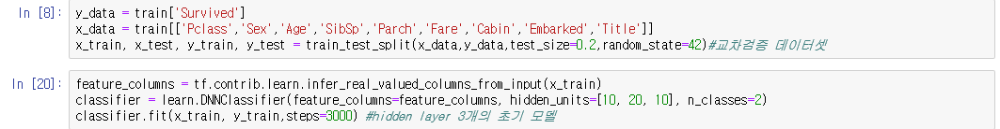 In [8]: y_data = train['Survived']
x_data = train[['Pclass','Sex','Age','SibSp','Parch','Fare','Cabin','Embarked','Title']]
x_train, x_test, y_train, y_test = train_test_split(x_data,y_data,test_size=0.2,random_state=42)#교차검증 데이터셋
In [20]: feature_columns = tf.contrib.learn.infer_real_valued_columns_from_input(x_train)
classifier = learn.DNNClassifier(feature_columns=feature_columns, hidden_units=[10, 20, 10], n_classes=2)
classifier.fit(x_train, y_train,steps=3000) #hidden layer 3개의 초기 모델